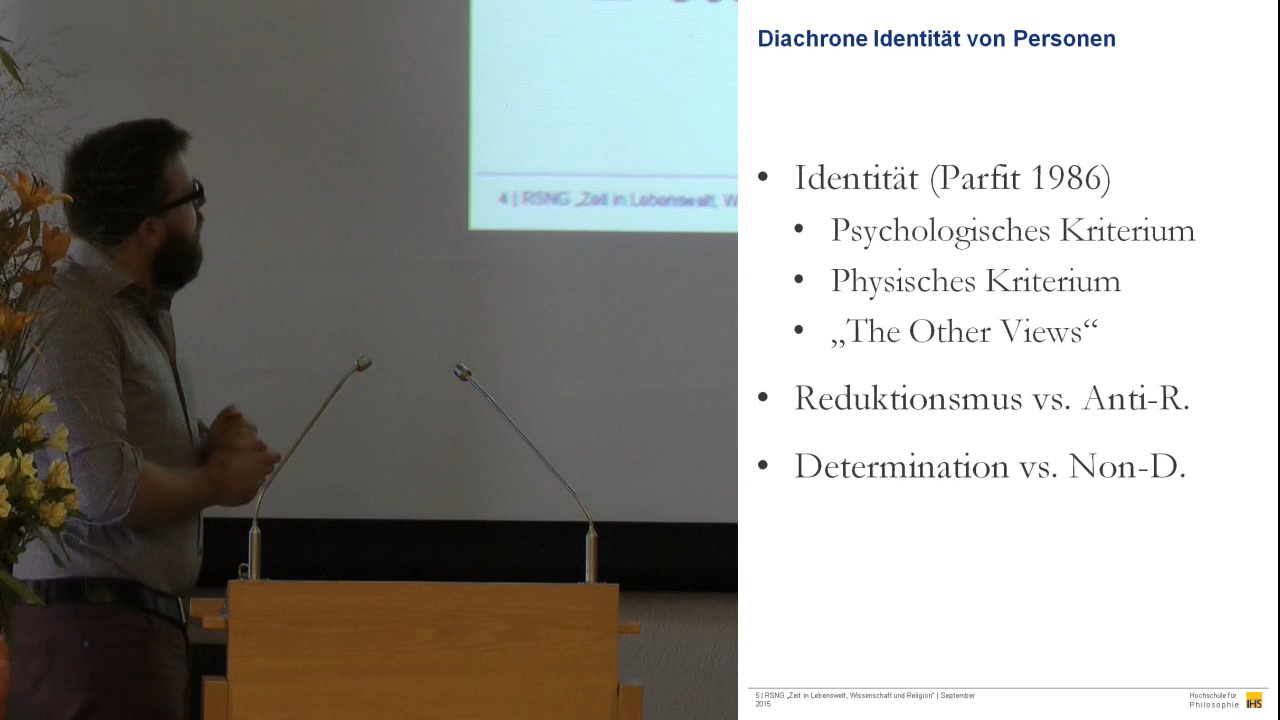 4 | RSNG „Zeit in Lebenswelt, W
Diachrone Identität von Personen
• Identität (Parfit 1986)
• Psychologisches Kriterium
• Physisches Kriterium
• „The Other Views“
• Reduktionsmus vs. Anti-R.
• Determination vs. Non-D.
5 | RSNG „Zeit in Lebenswelt, Wissenschaft und Religion" | September
2015
Hochschule für
Philosophie
IHS